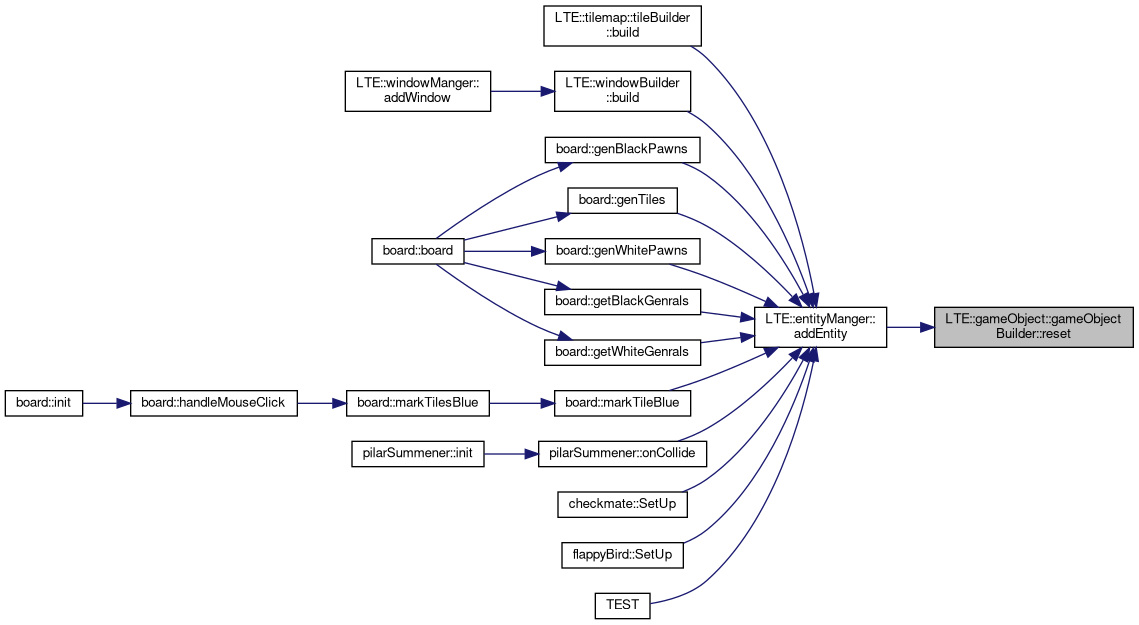 LTE::tilemap::tileBuilder
::build
LTE::windowManger::
addWindow
LTE::windowBuilder
::build
board::genBlackPawns
board::genTiles
board::board
board::genWhitePawns
board::getBlackGenrals
LTE::entityManger::
addEntity
LTE::gameObject::gameObject
Builder::reset
board::getWhiteGenrals
board::init
board::handleMouseClick
board::markTilesBlue
board::markTileBlue
pilarSummener::init
pilarSummener::onCollide
checkmate::SetUp
flappyBird::SetUp
TEST